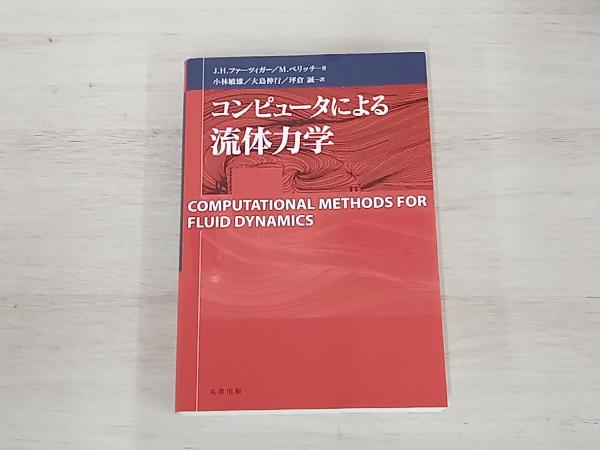 J.H.ファーツィガー/M.ペリッチ─著
小林敏雄/大島伸行/坪倉 誠─訳
コンピュータによる
流体力学
COMPUTATIONAL METHODS FOR
FLUID DYNAMICS
丸善出版